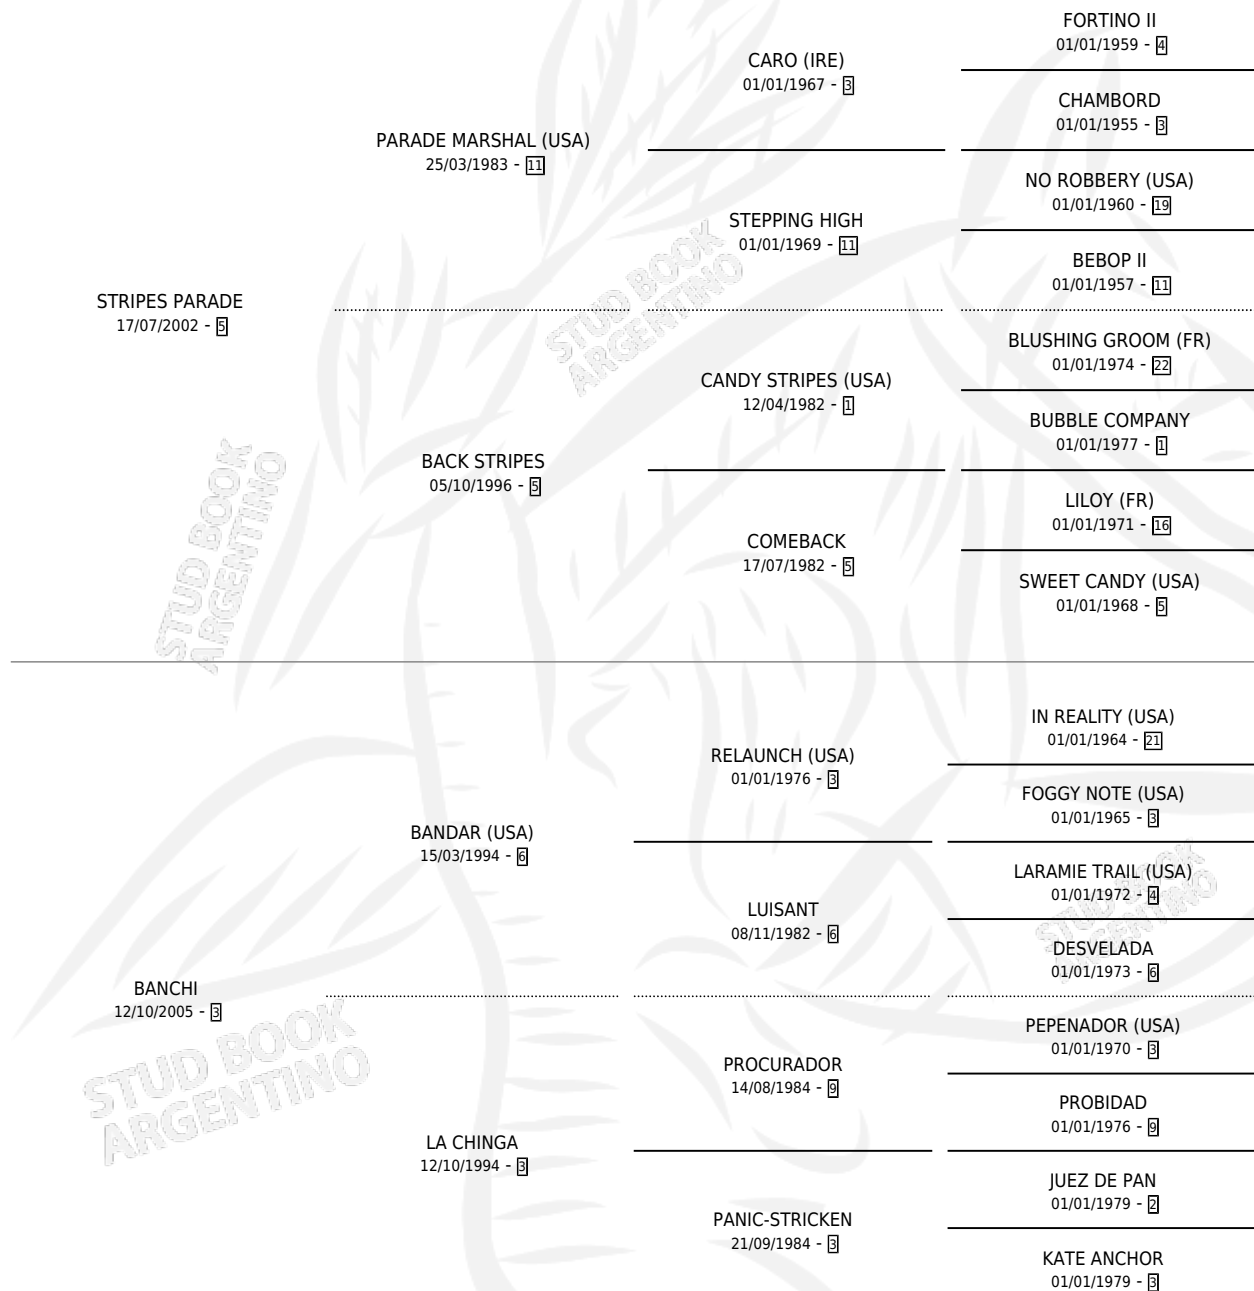 FORTINO II
01/01/1959 - 4
CARO (IRE)
01/01/1967 - 3
CHAMBORD
01/01/1955 - 3
PARADE MARSHAL (USA)
25/03/1983 - 11
NO ROBBERY (USA)
01/01/1960 - 19
STEPPING HIGH
01/01/1969 - 11
BEBOP II
01/01/1957 - 11
STRIPES PARADE
17/07/2002 - 5
BLUSHING GROOM (FR)
01/01/1974 - 22
CANDY STRIPES (USA)
12/04/1982 - 1
BUBBLE COMPANY
01/01/1977 - 1
BACK STRIPES
05/10/1996 - 5
LILOY (FR)
01/01/1971 - 16
COMEBACK
17/07/1982 - 5
SWEET CANDY (USA)
01/01/1968 - 5
STUD BOOK
ARGENTINO
STUD BOOK
ARGENTINO
IN REALITY (USA)
01/01/1964 - 21
RELAUNCH (USA)
01/01/1976 - 3
FOGGY NOTE (USA)
01/01/1965 - 3
BANDAR (USA)
15/03/1994 - 6
LARAMIE TRAIL (USA)
01/01/1972 - 4
LUISANT
08/11/1982 - 6
DESVELADA
01/01/1973 - 6
BANCHI
12/10/2005 - 3
PEPENADOR (USA)
01/01/1970 - 3
PROCURADOR
14/08/1984 - 9
PROBIDAD
01/01/1976 - 9
LA CHINGA
12/10/1994 - 3
JUEZ DE PAN
01/01/1979 - 2
PANIC-STRICKEN
21/09/1984 - 3
KATE ANCHOR
01/01/1979 - 3
STUD BOOK
ARGENTINO
STUD BOOK
ARGENTINO